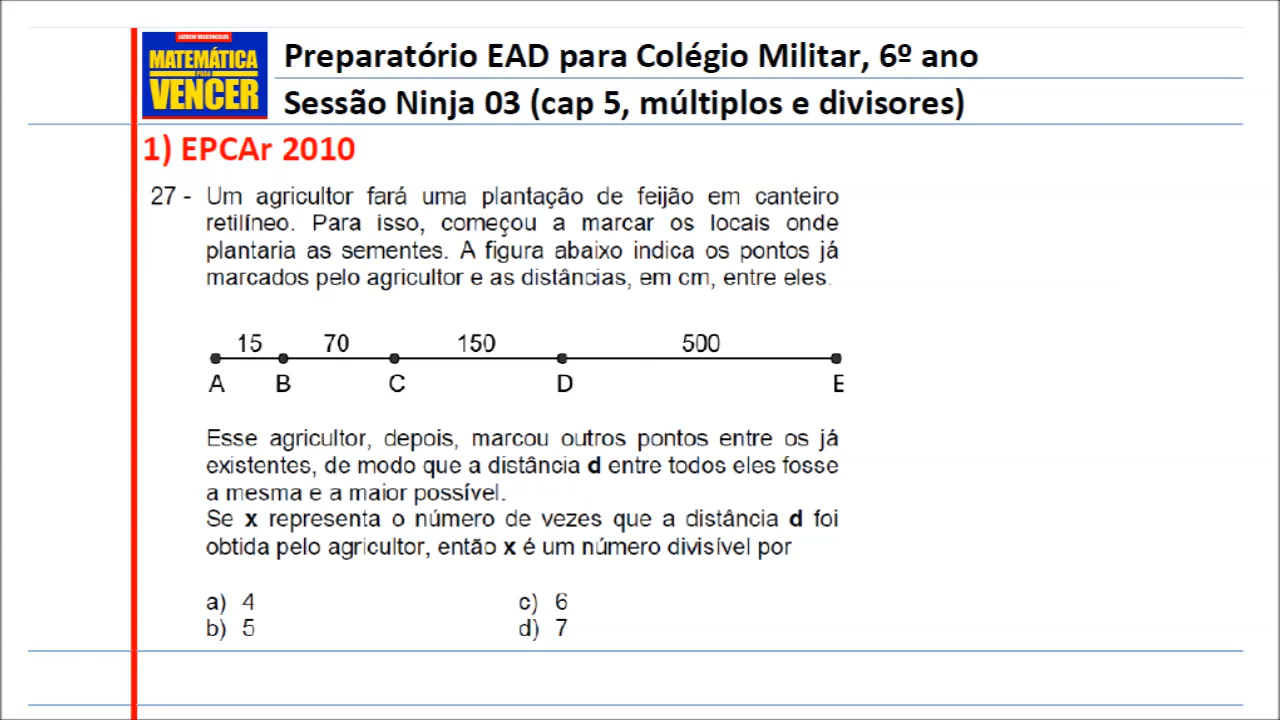 LAÉRCIO VASCONCELOS
MATEMÁTICA
PARA
VENCER
Preparatório EAD para Colégio Militar, 6º ano
Sessão Ninja 03 (cap 5, múltiplos e divisores)
1) EPCAr 2010
27 - Um agricultor fará uma plantação de feijão em canteiro
retilíneo. Para isso, começou a marcar os locais onde
plantaria as sementes. A figura abaixo indica os pontos já
marcados pelo agricultor e as distâncias, em cm, entre eles.
15 70 150 500
A B C D E
Esse agricultor, depois, marcou outros pontos entre os já
existentes, de modo que a distância d entre todos eles fosse
a mesma e a maior possível.
Se x representa o número de vezes que a distância d foi
obtida pelo agricultor, então x é um número divisível por
a) 4 c) 6
b) 5 d) 7